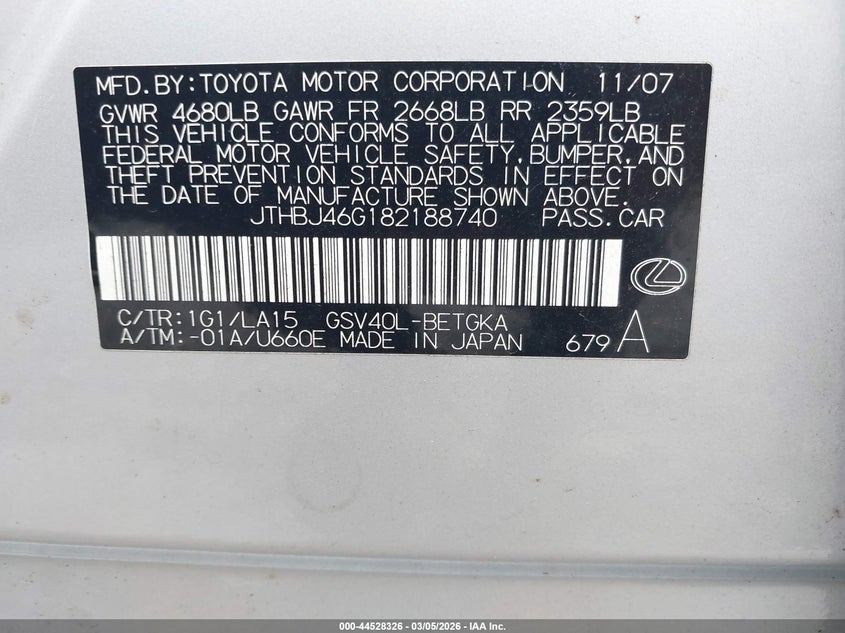 MFD.BY:TOYOTA MOTOR CORPORATION 11/07
GVWR 4680LB GAWR FR 2668LB RR 2359LB
THIS VEHICLE CONFORMS TO ALL APPLICABLE
FEDERAL MOTOR VEHICLE SAFETY,BUMPER,AND
THEFT PREVENTION STANDARDS IN EFFECT ON
THE DATE OF MANUFACTURE SHOWN ABOVE.
JTHBJ46G182188740 PASS.CAR
C/TR:1G1/LA15 GSV40L-BETGKA
A/TM:-01A/U660E MADE IN JAPAN 679 A
000-44528326 | 03/05/2026 | IAA Inc.